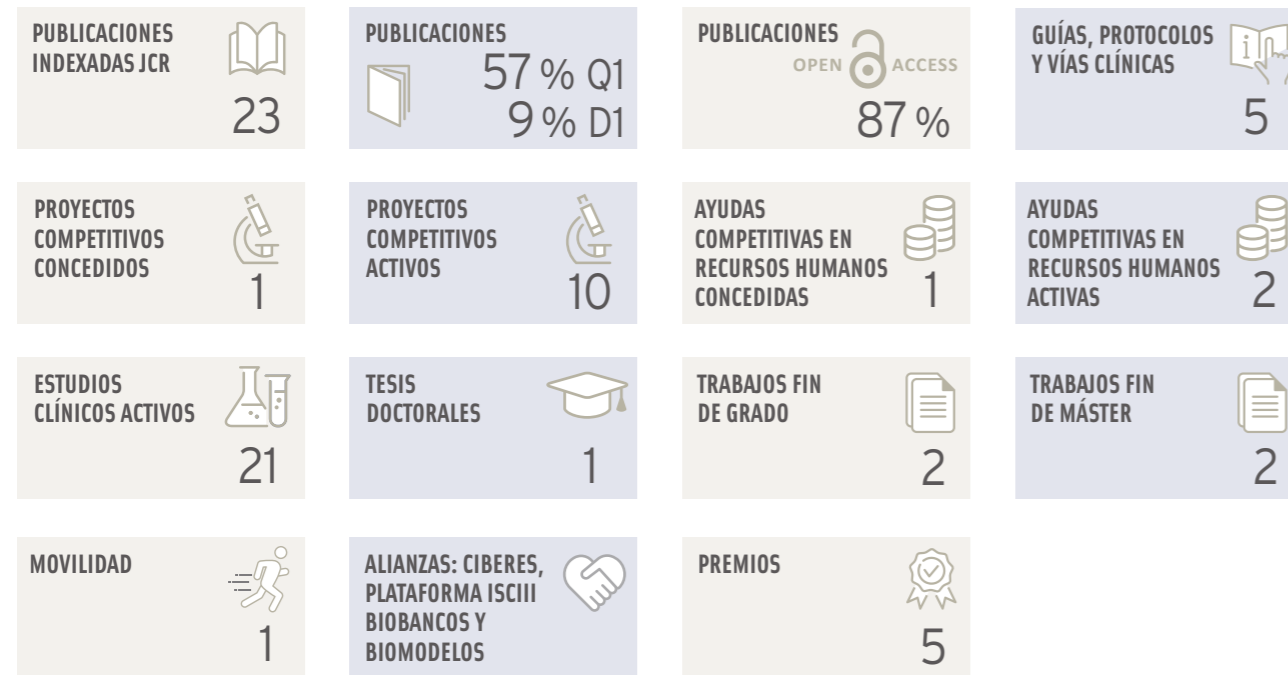 PUBLICACIONES
INDEXADAS JCR
23
PUBLICACIONES
57 % Q1
9 % D1
PUBLICACIONES
OPEN ACCESS
87 %
GUÍAS, PROTOCOLOS
Y VÍAS CLÍNICAS
i
5
PROYECTOS
COMPETITIVOS
CONCEDIDOS
1
PROYECTOS
COMPETITIVOS
ACTIVOS
10
AYUDAS
COMPETITIVAS EN
RECURSOS HUMANOS
CONCEDIDAS
1
AYUDAS
COMPETITIVAS EN
RECURSOS HUMANOS
ACTIVAS
2
ESTUDIOS
CLÍNICOS ACTIVOS
21
TESIS
DOCTORALES
1
TRABAJOS FIN
DE GRADO
2
TRABAJOS FIN
DE MÁSTER
2
MOVILIDAD
1
ALIANZAS: CIBERES,
PLATAFORMA ISCIII
BIOBANCOS Y
BIOMODELOS
PREMIOS
5